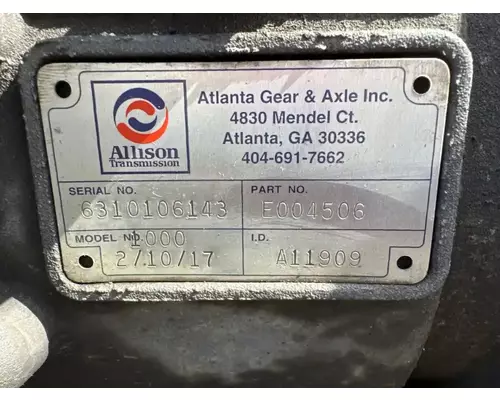 Allison
Transmission
Atlanta Gear & Axle Inc.
4830 Mendel Ct.
Atlanta, GA 30336
404-691-7662
SERIAL NO.
6310106143
PART NO.
E004506
MODEL NO.
1000
2/10/17
I.D.
A11909